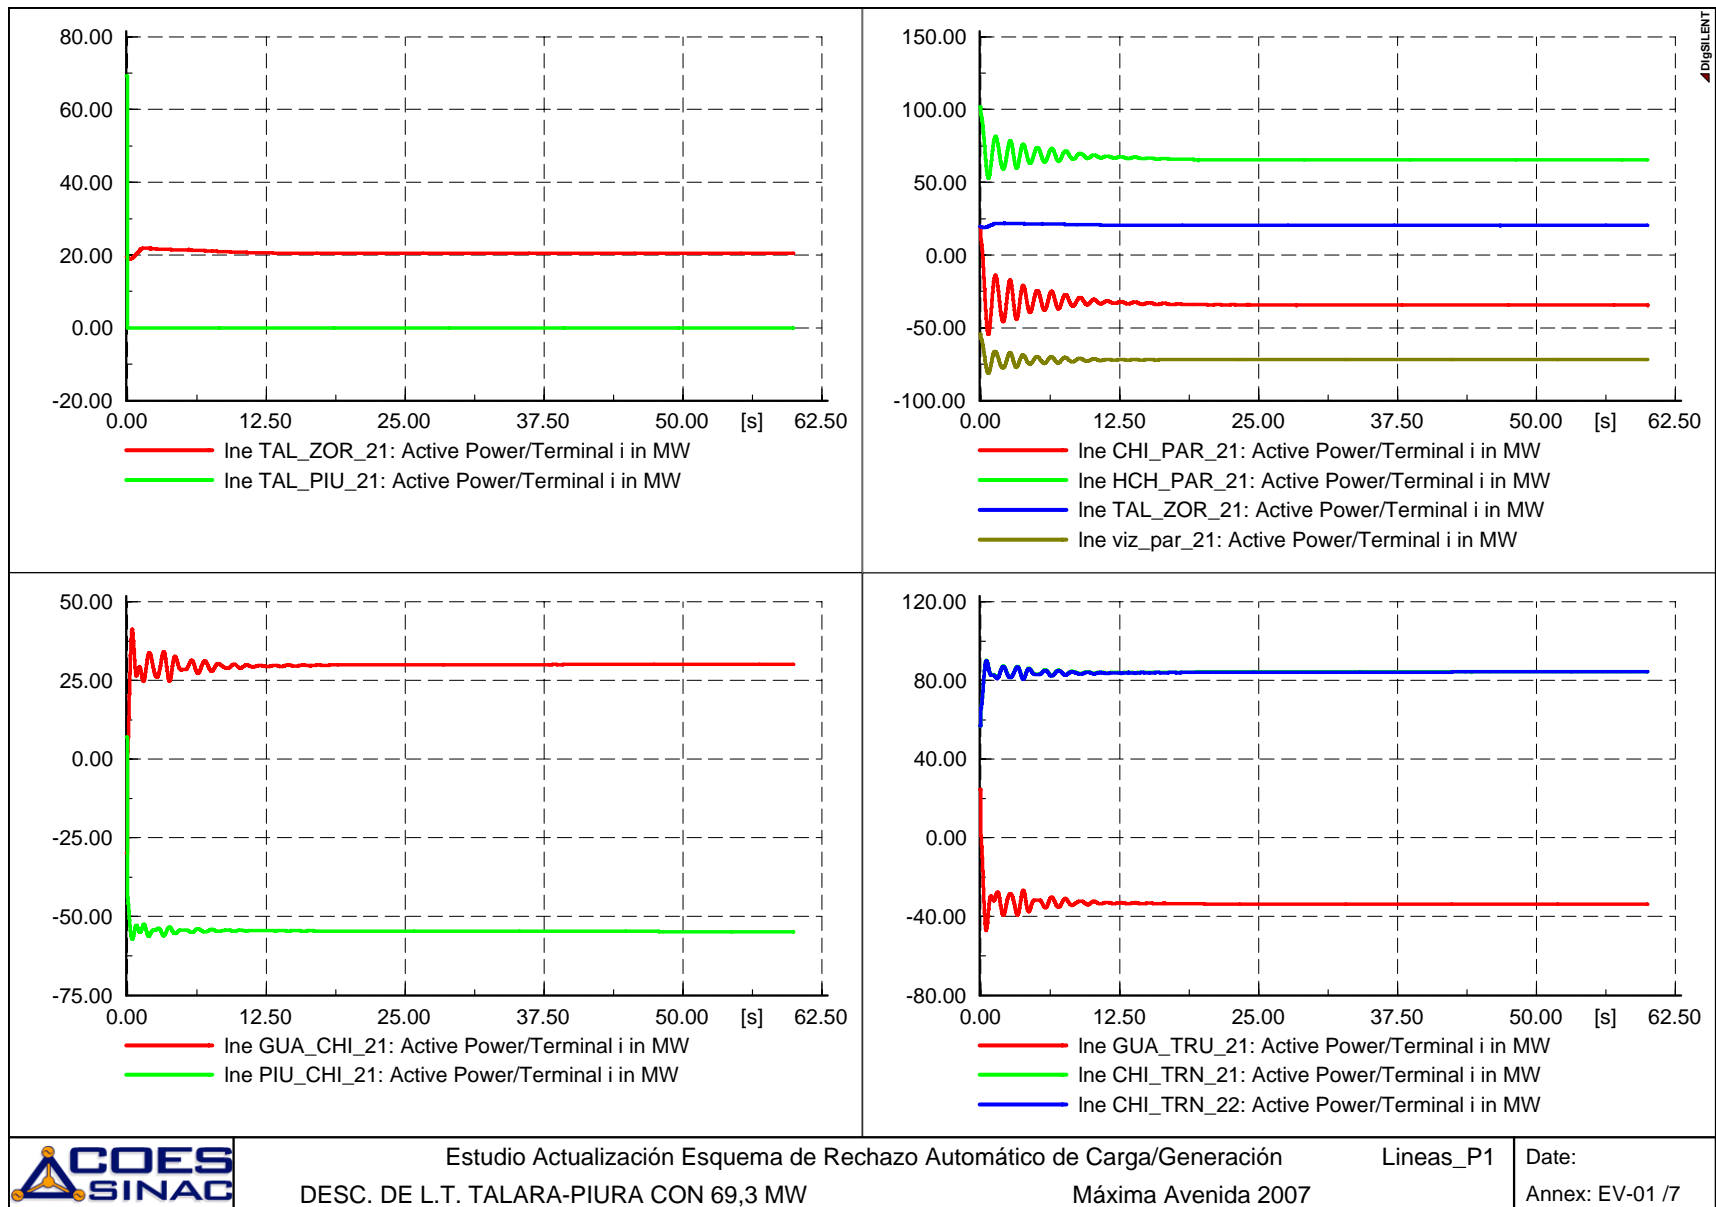 DIgSILENT
80.00
60.00
40.00
20.00
0.00
-20.00
0.00 12.50 25.00 37.50 50.00 [s] 62.50
lne TAL_ZOR_21: Active Power/Terminal i in MW
lne TAL_PIU_21: Active Power/Terminal i in MW
150.00
100.00
50.00
0.00
-50.00
-100.00
0.00 12.50 25.00 37.50 50.00 [s] 62.50
lne CHI_PAR_21: Active Power/Terminal i in MW
lne HCH_PAR_21: Active Power/Terminal i in MW
lne TAL_ZOR_21: Active Power/Terminal i in MW
lne viz_par_21: Active Power/Terminal i in MW
50.00
25.00
0.00
-25.00
-50.00
-75.00
0.00 12.50 25.00 37.50 50.00 [s] 62.50
lne GUA_CHI_21: Active Power/Terminal i in MW
lne PIU_CHI_21: Active Power/Terminal i in MW
120.00
80.00
40.00
0.00
-40.00
-80.00
0.00 12.50 25.00 37.50 50.00 [s] 62.50
lne GUA_TRU_21: Active Power/Terminal i in MW
lne CHI_TRN_21: Active Power/Terminal i in MW
lne CHI_TRN_22: Active Power/Terminal i in MW
COES
SINAC
Estudio Actualización Esquema de Rechazo Automático de Carga/Generación Lineas_P1
DESC. DE L.T. TALARA-PIURA CON 69,3 MW Máxima Avenida 2007
Date:
Annex: EV-01 /7